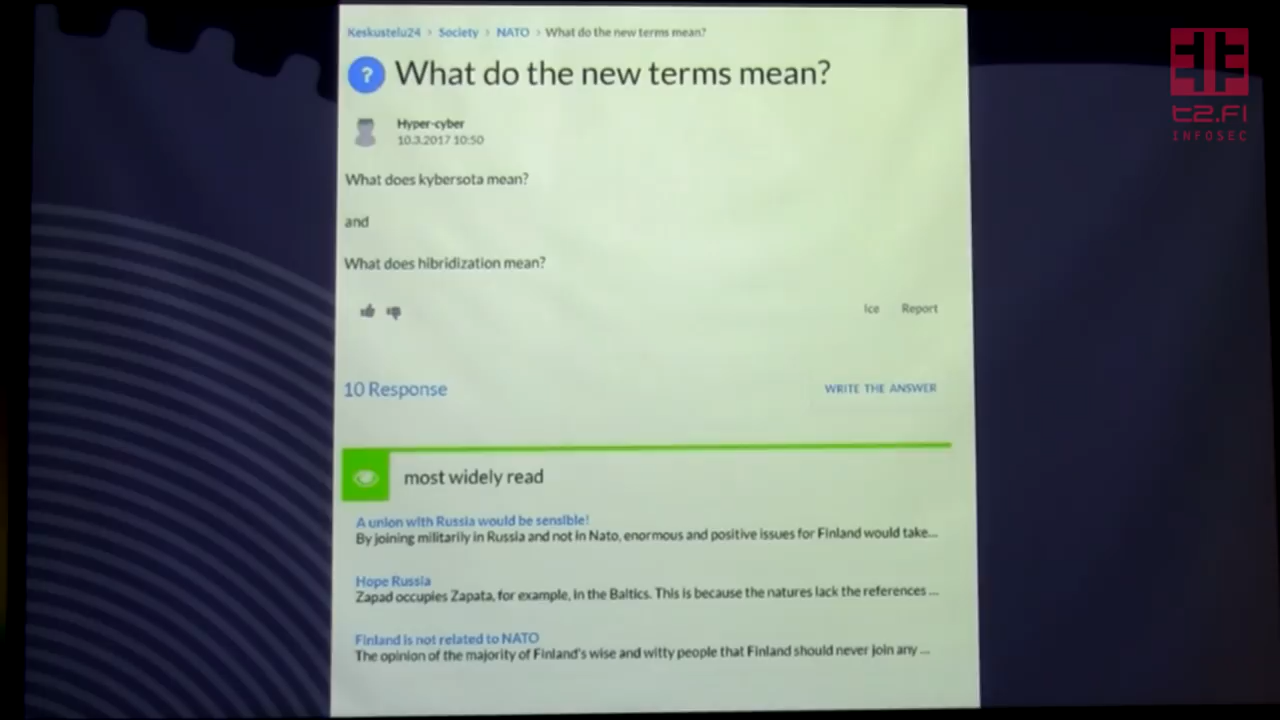 Keskustelu24 > Society > NATO > What do the new terms mean?
? What do the new terms mean?
Hyper-cyber
10.3.2017 10:50
What does kybersota mean?
and
What does hibridization mean?
Ice Report
10 Response WRITE THE ANSWER
most widely read
A union with Russia would be sensible!
By joining militarily in Russia and not in Nato, enormous and positive issues for Finland would take...
Hope Russia
Zapad occupies Zapata, for example, in the Baltics. This is because the natures lack the references ...
Finland is not related to NATO
The opinion of the majority of Finland's wise and witty people that Finland should never join any ...
t2.FI
INFOSEC